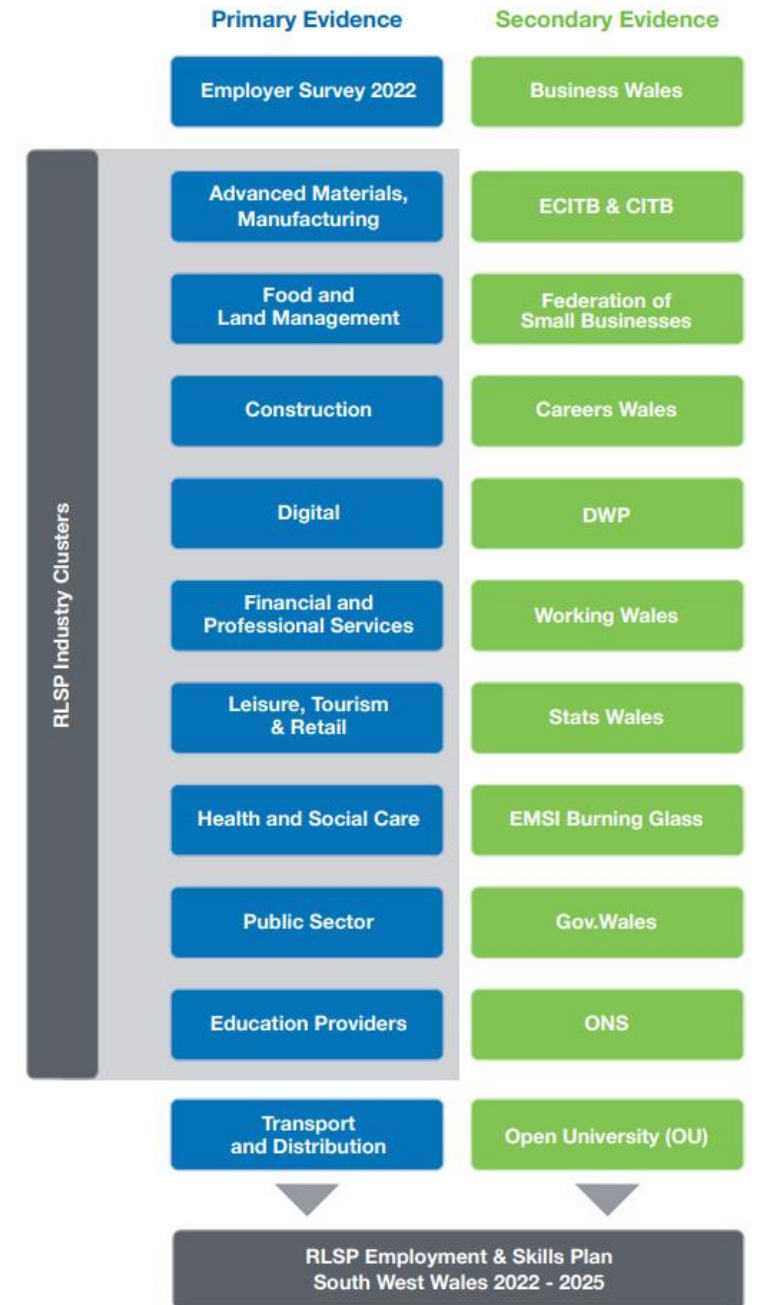 Primary Evidence
Secondary Evidence
Employer Survey 2022
Business Wales
RLSP Industry Clusters
Advanced Materials,
Manufacturing
ECITB & CITB
Food and
Land Management
Federation of
Small Businesses
Construction
Careers Wales
Digital
DWP
Financial and
Professional Services
Working Wales
Leisure, Tourism
& Retail
Stats Wales
Health and Social Care
EMSI Burning Glass
Public Sector
Gov.Wales
Education Providers
ONS
Transport
and Distribution
Open University (OU)
RLSP Employment & Skills Plan
South West Wales 2022 - 2025